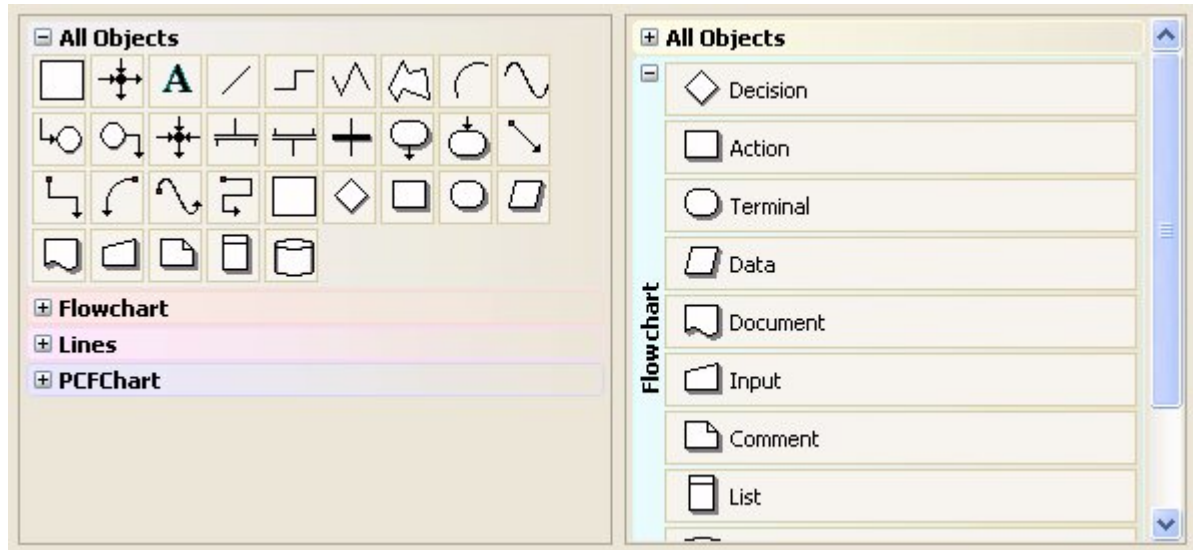 All Objects
A
Flowchart
Lines
PCFChart
All Objects
Flowchart
Decision
Action
Terminal
Data
Document
Input
Comment
List